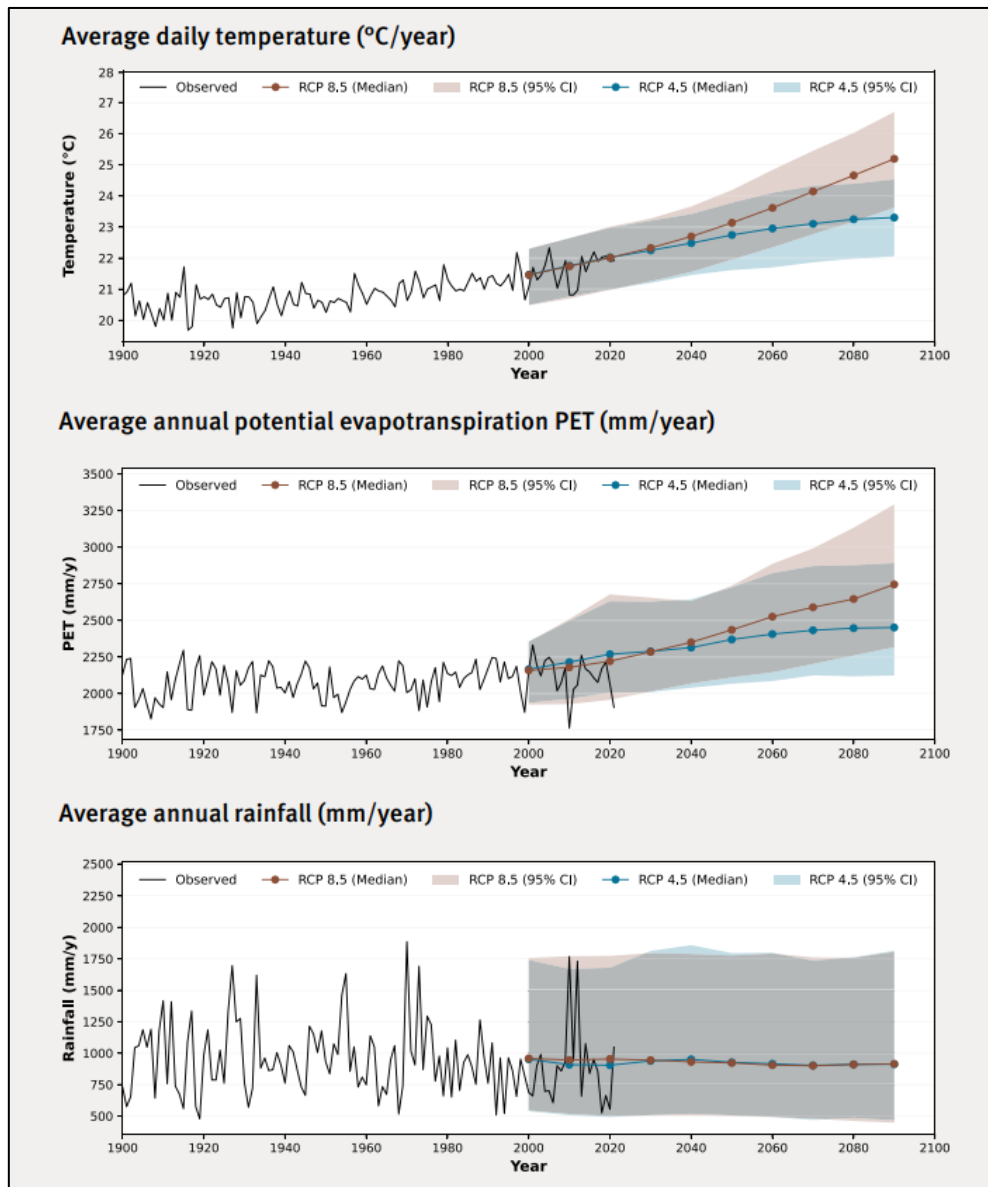 Average daily temperature (ºC/year)
Observed RCP 8.5 (Median) RCP 8.5 (95% CI) RCP 4.5 (Median) RCP 4.5 (95% CI)
Temperature (°C)
28
27
26
25
24
23
22
21
20
1900 1920 1940 1960 1980 2000 2020 2040 2060 2080 2100
Year
Average annual potential evapotranspiration PET (mm/year)
Observed RCP 8.5 (Median) RCP 8.5 (95% CI) RCP 4.5 (Median) RCP 4.5 (95% CI)
PET (mm/y)
3500
3250
3000
2750
2500
2250
2000
1750
1900 1920 1940 1960 1980 2000 2020 2040 2060 2080 2100
Year
Average annual rainfall (mm/year)
Observed RCP 8.5 (Median) RCP 8.5 (95% CI) RCP 4.5 (Median) RCP 4.5 (95% CI)
Rainfall (mm/y)
2500
2250
2000
1750
1500
1250
1000
750
500
1900 1920 1940 1960 1980 2000 2020 2040 2060 2080 2100
Year